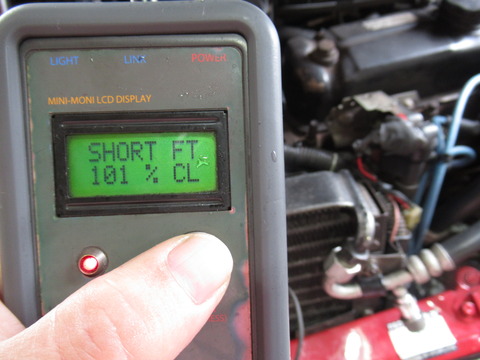 LIGHT LINK POWER
MINI-MONI LCD DISPLAY
SHORT FT
101 % CL